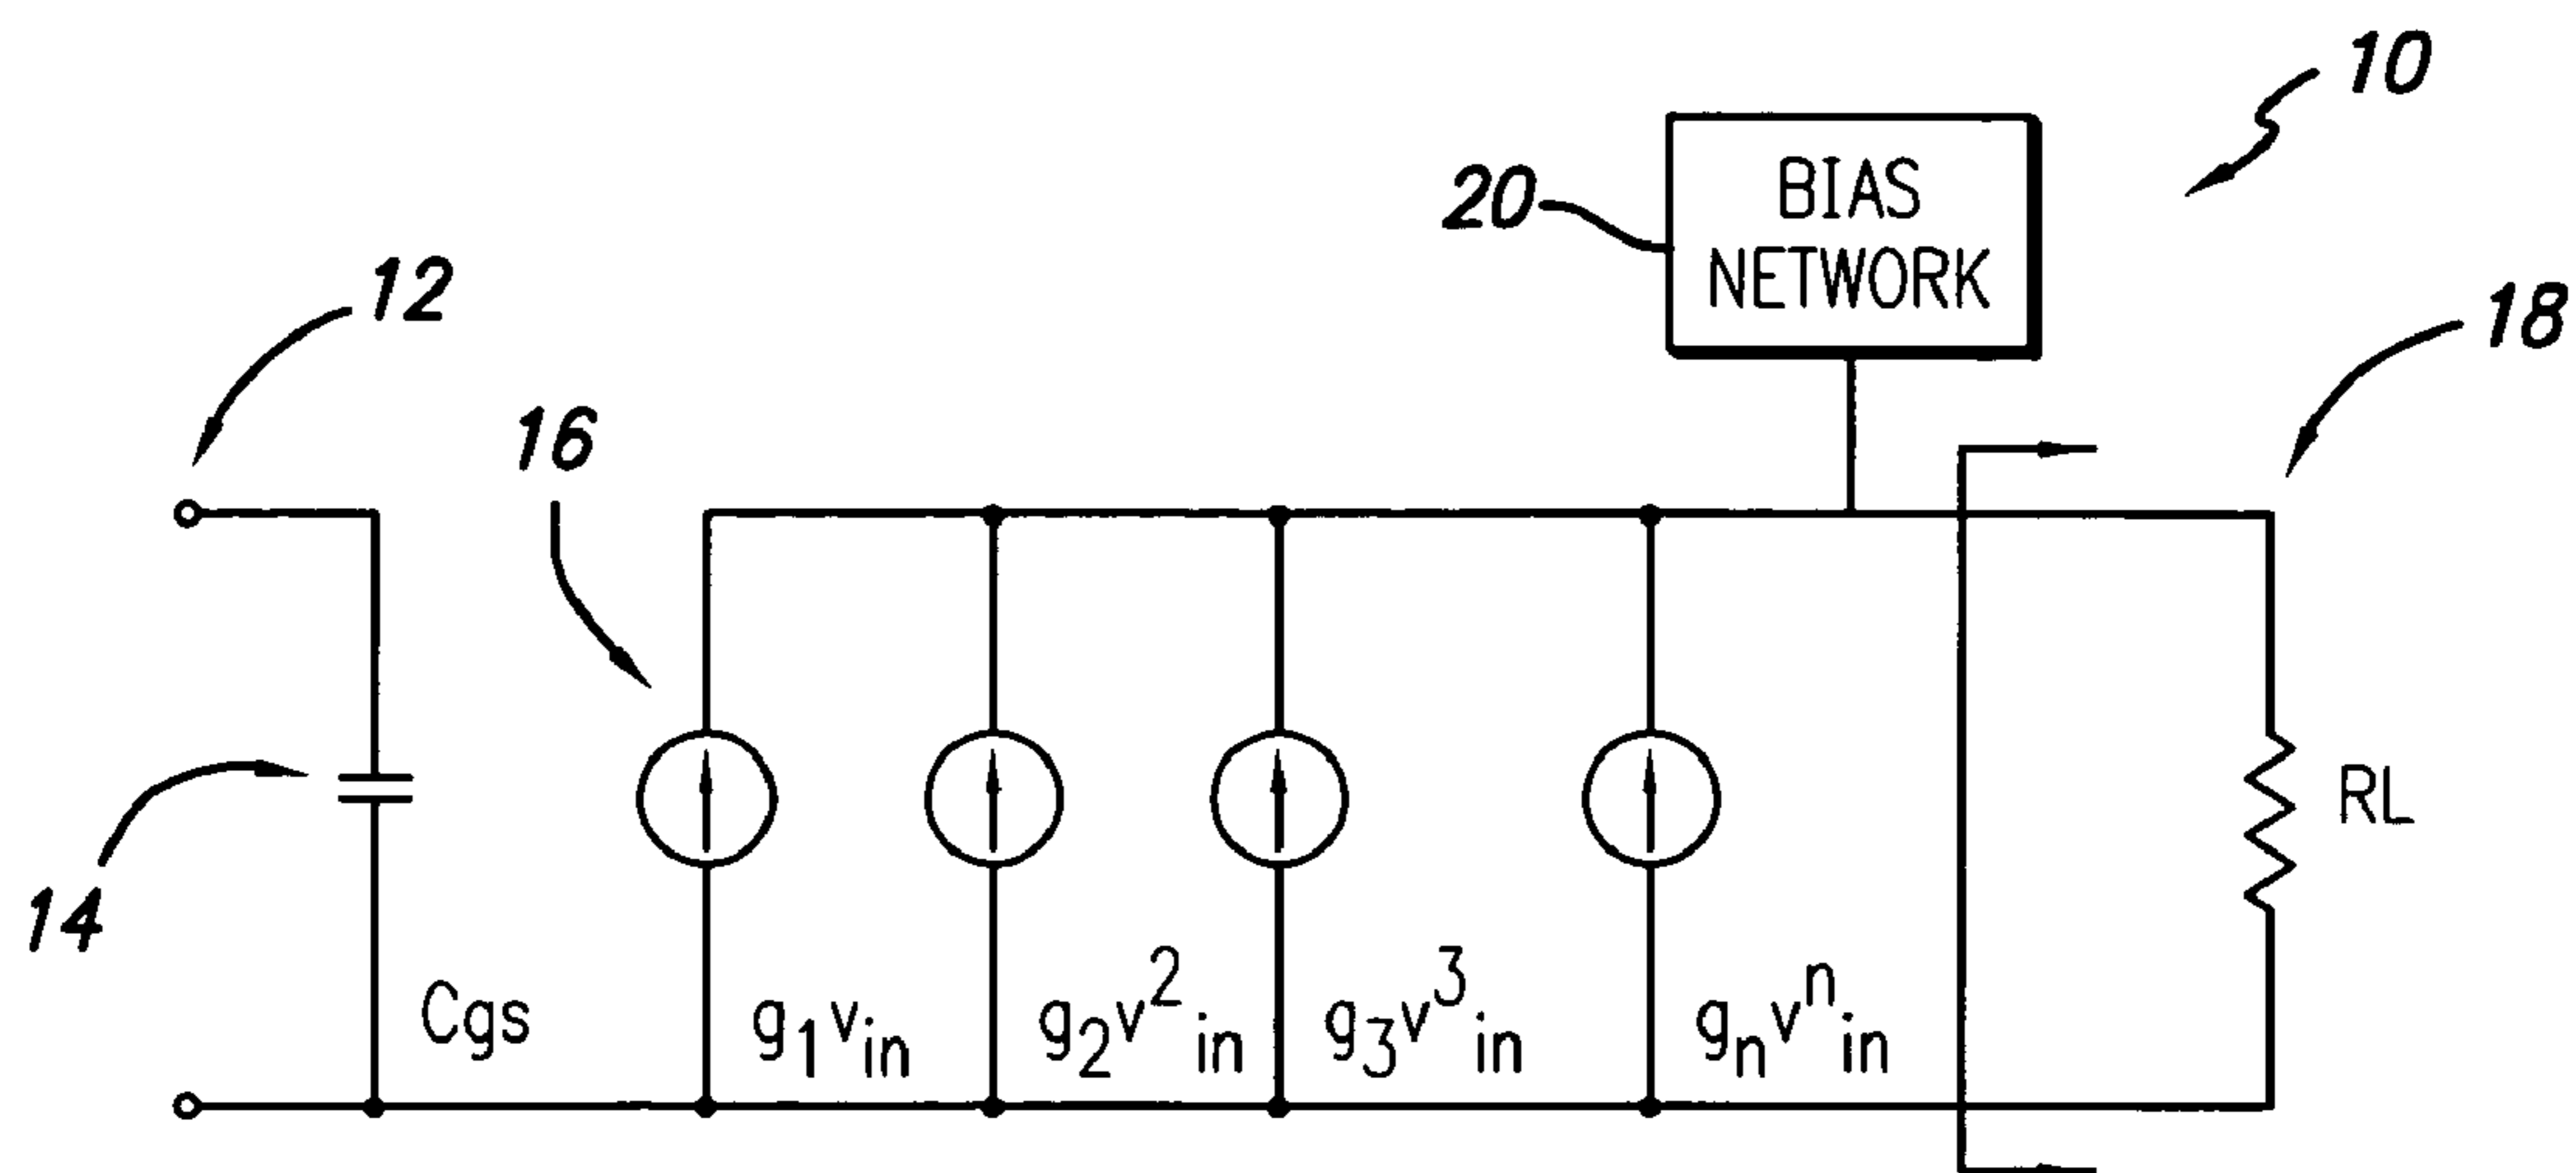 10
BIAS
NETWORK
20
12
18
16
RL
14
Cgs
g₁vᵢₙ
g₂v²ᵢₙ
g₃v³ᵢₙ
gₙvⁿᵢₙ